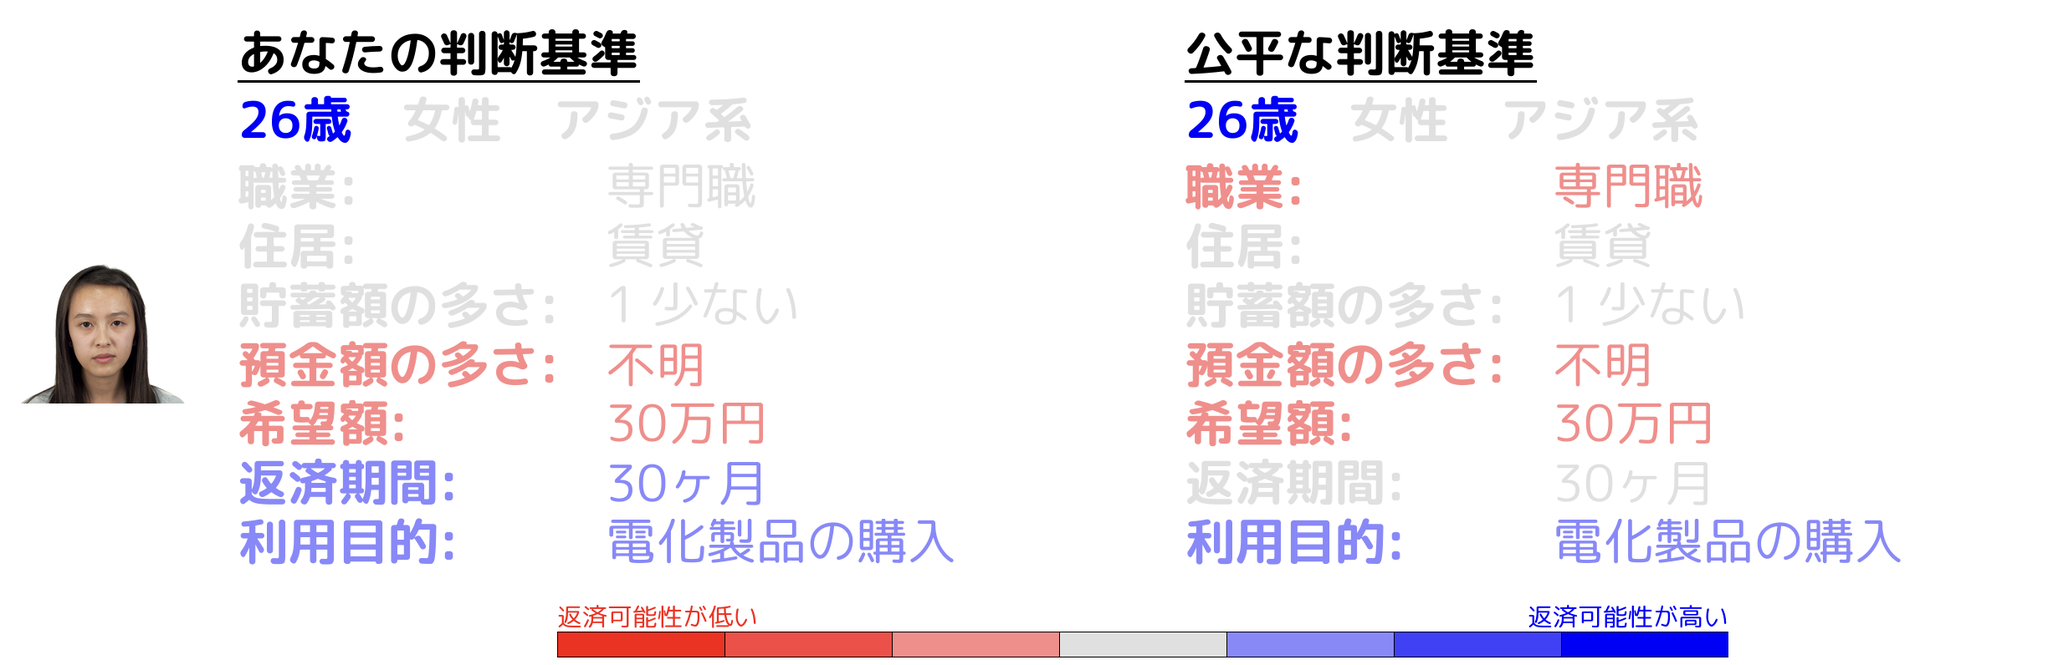 あなたの判断基準
26歳 女性 アジア系
職業: 専門職
住居: 賃貸
貯蓄額の多さ: 1 少ない
預金額の多さ: 不明
希望額: 30万円
返済期間: 30ヶ月
利用目的: 電化製品の購入
公平な判断基準
26歳 女性 アジア系
職業: 専門職
住居: 賃貸
貯蓄額の多さ: 1 少ない
預金額の多さ: 不明
希望額: 30万円
返済期間: 30ヶ月
利用目的: 電化製品の購入
返済可能性が低い 返済可能性が高い